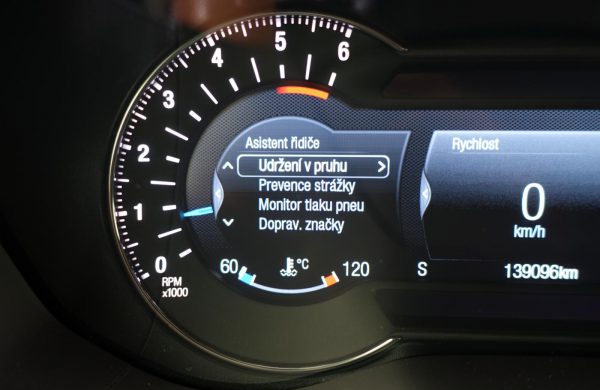 6
5
4
3
2
1
0
RPM
x1000
Asistent řidiče
Udržení v pruhu
Prevence strážky
Monitor tlaku pneu
Doprav. značky
60 °C 120
Rychlost
0
km/h
S 139096km